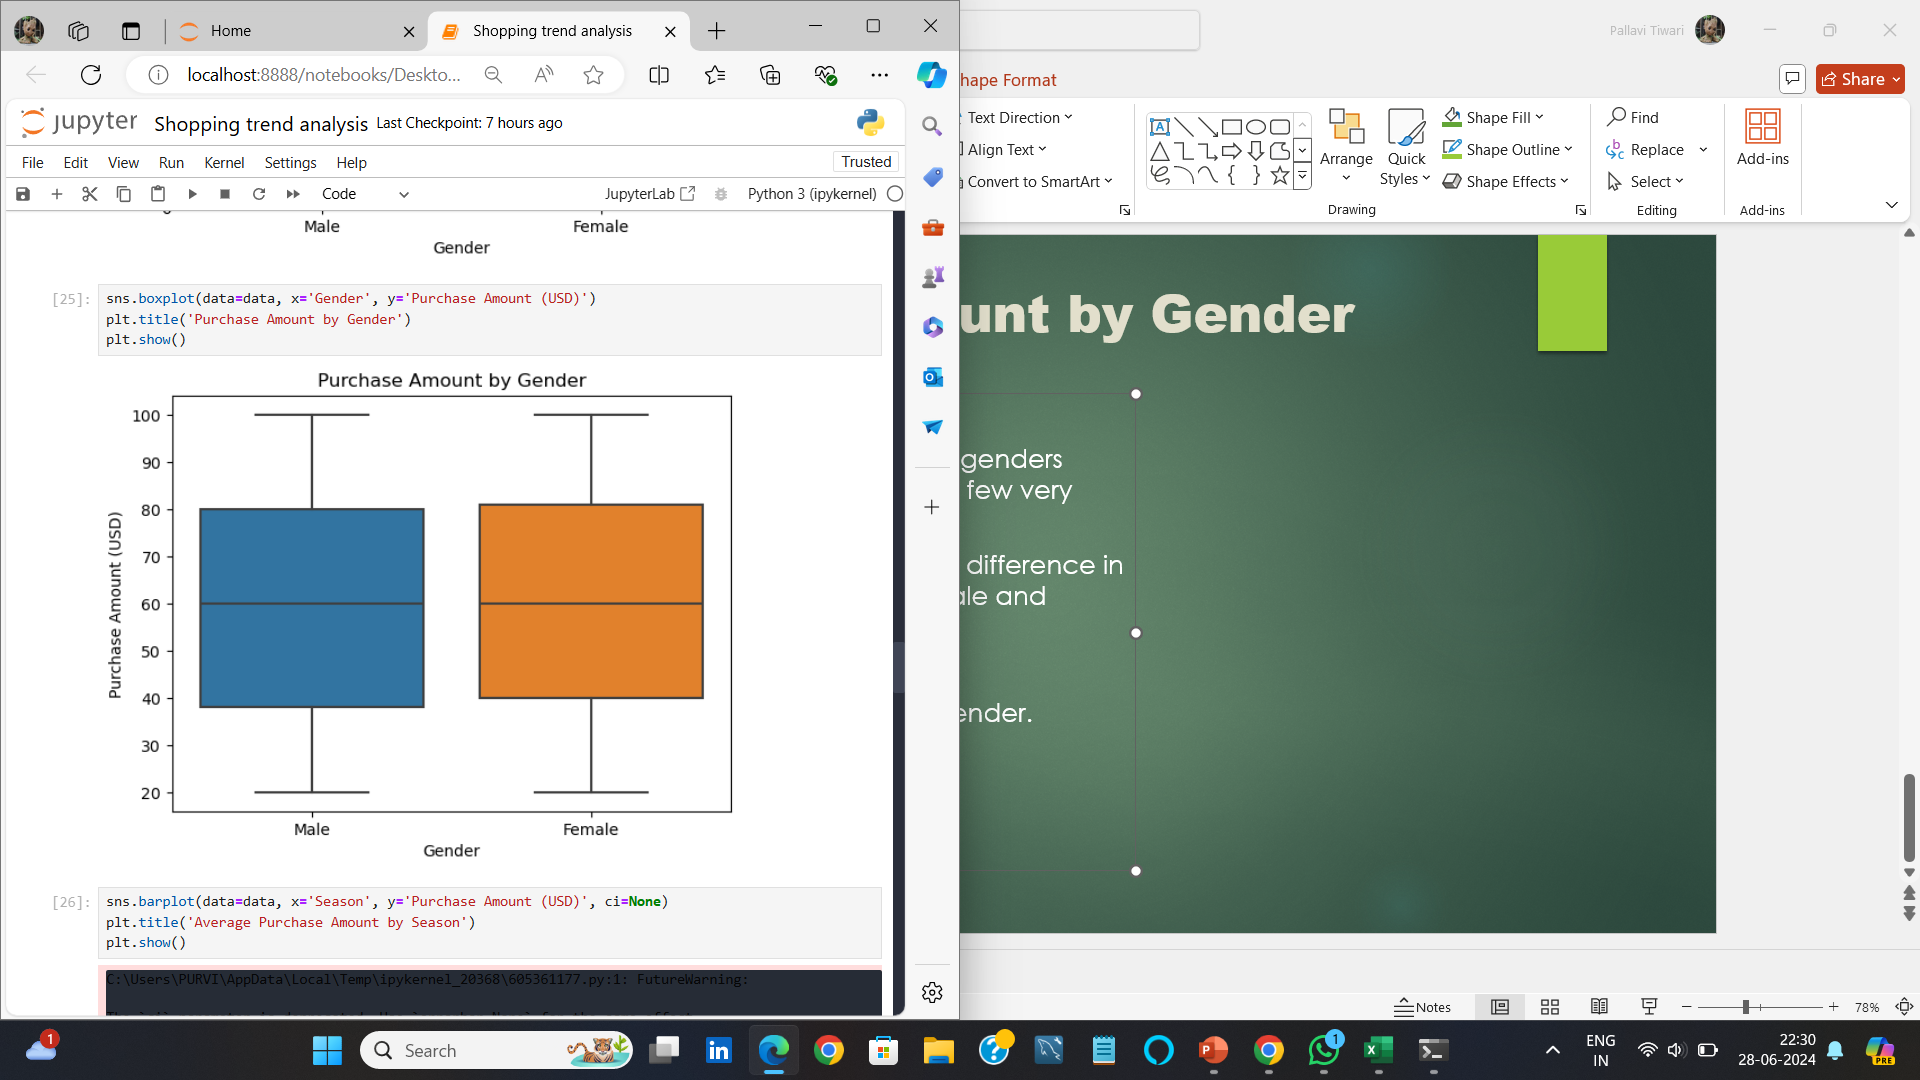 Home
Shopping trend analysis
localhost:8888/notebooks/Deskto...
jupyter
Shopping trend analysis Last Checkpoint: 7 hours ago
File Edit View Run Kernel Settings Help
Trusted
Code
JupyterLab
Python 3 (ipykernel)
Male Female
Gender
[25]:
sns.boxplot(data=data, x='Gender', y='Purchase Amount (USD)')
plt.title('Purchase Amount by Gender')
plt.show()
Purchase Amount by Gender
Purchase Amount (USD)
100
90
80
70
60
50
40
30
20
Male Female
Gender
[26]:
sns.barplot(data=data, x='Season', y='Purchase Amount (USD)', ci=None)
plt.title('Average Purchase Amount by Season')
plt.show()
C:\Users\PURVI\AppData\Local\Temp\ipykernel_20368\605361177.py:1: FutureWarning:
Pallavi Tiwari
hape Format
Share
Text Direction
Align Text
Convert to SmartArt
Arrange
Quick
Styles
Shape Fill
Shape Outline
Shape Effects
Drawing
Find
Replace
Select
Editing
Add-ins
Add-ins
unt by Gender
genders
few very
difference in
ale and
ender.
Notes
78%
1
Search
1
PRE
ENG
IN
22:30
28-06-2024